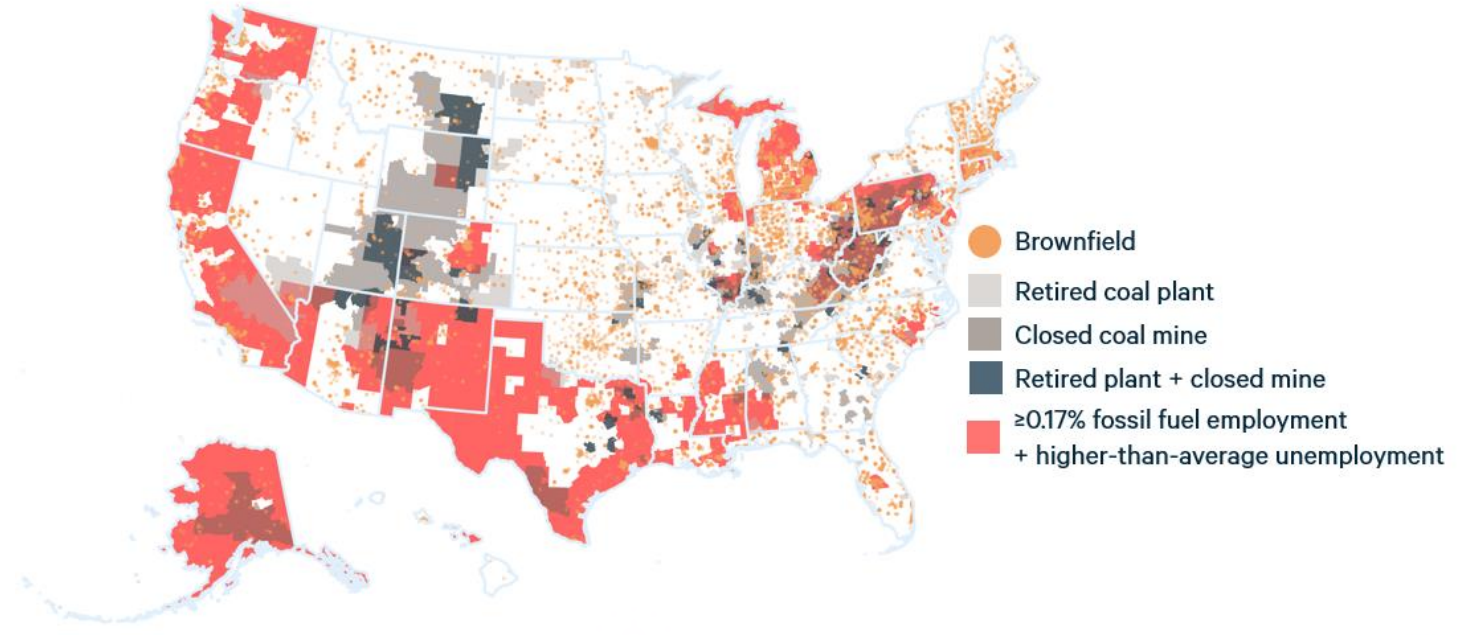 Brownfield
Retired coal plant
Closed coal mine
Retired plant + closed mine
≥0.17% fossil fuel employment
+ higher-than-average unemployment